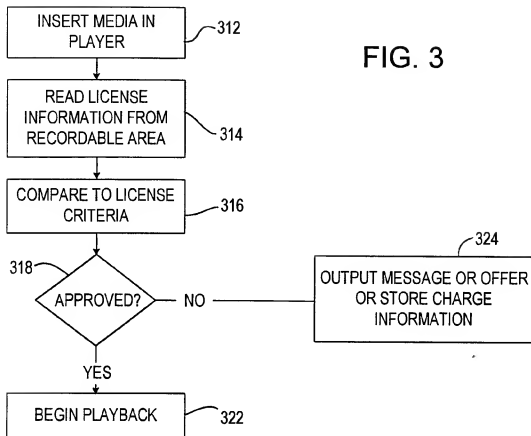 INSERT MEDIA IN
PLAYER
312
FIG. 3
READ LICENSE
INFORMATION FROM
RECORDABLE AREA
314
COMPARE TO LICENSE
CRITERIA
316
318
APPROVED?
NO
324
OUTPUT MESSAGE OR OFFER
OR STORE CHARGE
INFORMATION
YES
BEGIN PLAYBACK
322